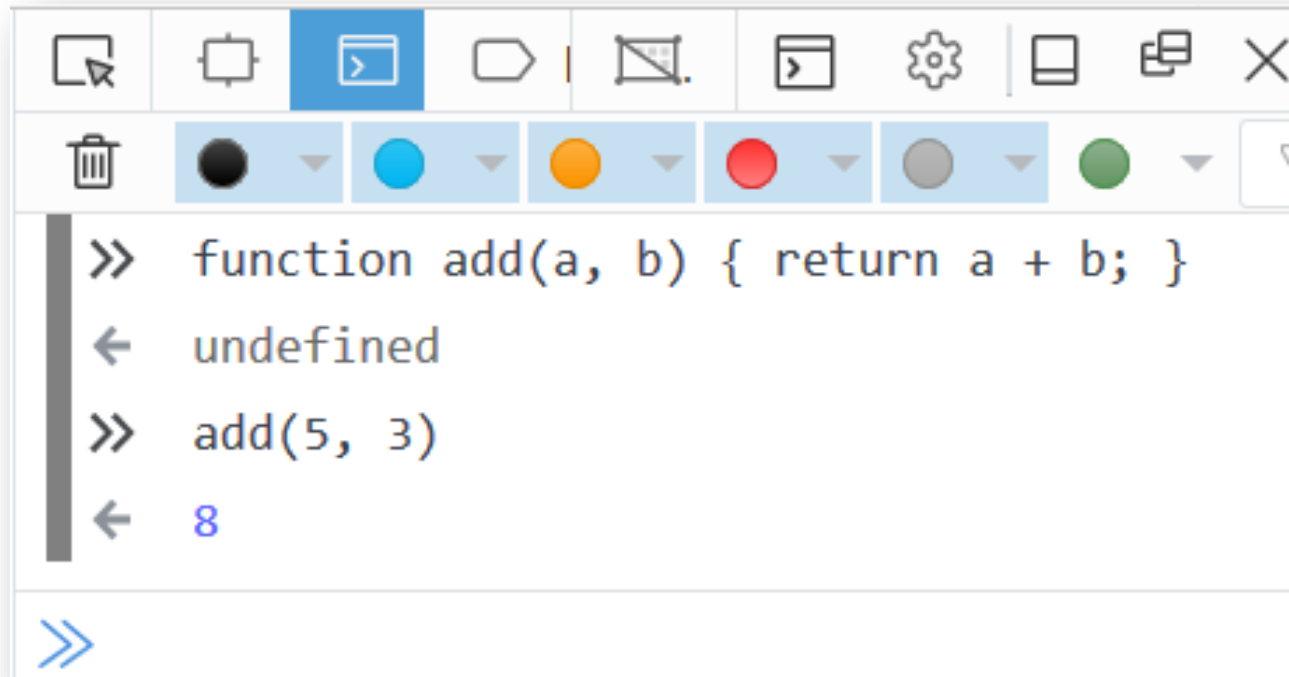 function add(a, b) { return a + b; }
undefined
add(5, 3)
8